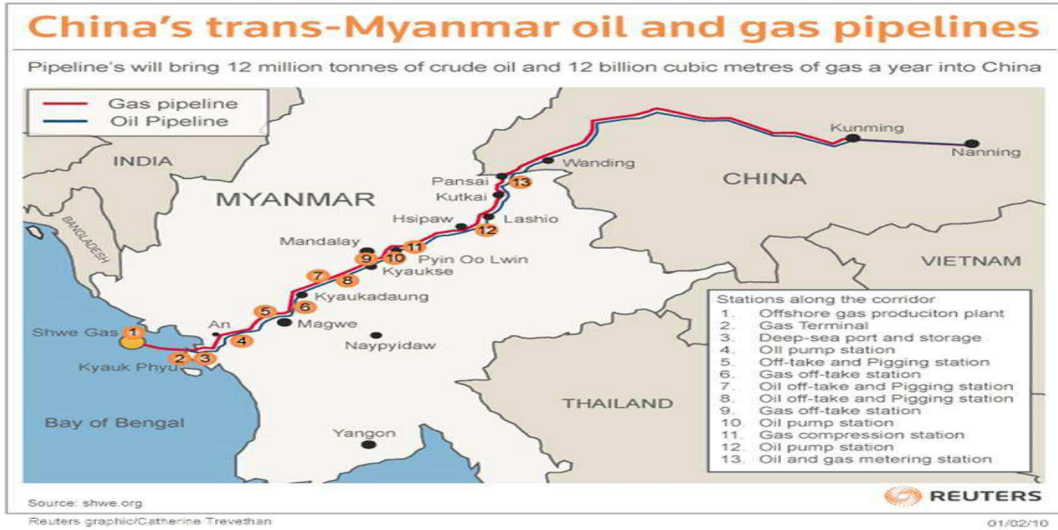 China's trans-Myanmar oil and gas pipelines
Pipeline's will bring 12 million tonnes of crude oil and 12 billion cubic metres of gas a year into China
Gas pipeline
Oil Pipeline
INDIA
BANGLADESH
MYANMAR
CHINA
VIETNAM
THAILAND
Kunming
Nanning
Wanding
Pansai
13
Kutkai
Hsipaw
Lashio
12
Mandalay
11
9
10
Pyin Oo Lwin
Kyaukse
7
8
Kyaukadaung
5
6
Magwe
Naypyidaw
An
4
Shwe Gas
1
2
3
Kyauk Phyu
Bay of Bengal
Yangon
Stations along the corridor
1. Offshore gas produciton plant
2. Gas Terminal
3. Deep-sea port and storage
4. OIl pump station
5. Off-take and Pigging station
6. Gas off-take station
7. Oil off-take and Pigging station
8. Oil off-take and Pigging station
9. Gas off-take station
10. Oil pump station
11. Gas compression station
12. Oil pump station
13. Oil and gas metering station
Source: shwe.org
REUTERS
Reuters graphic/Catherine Trevethan
01/02/10